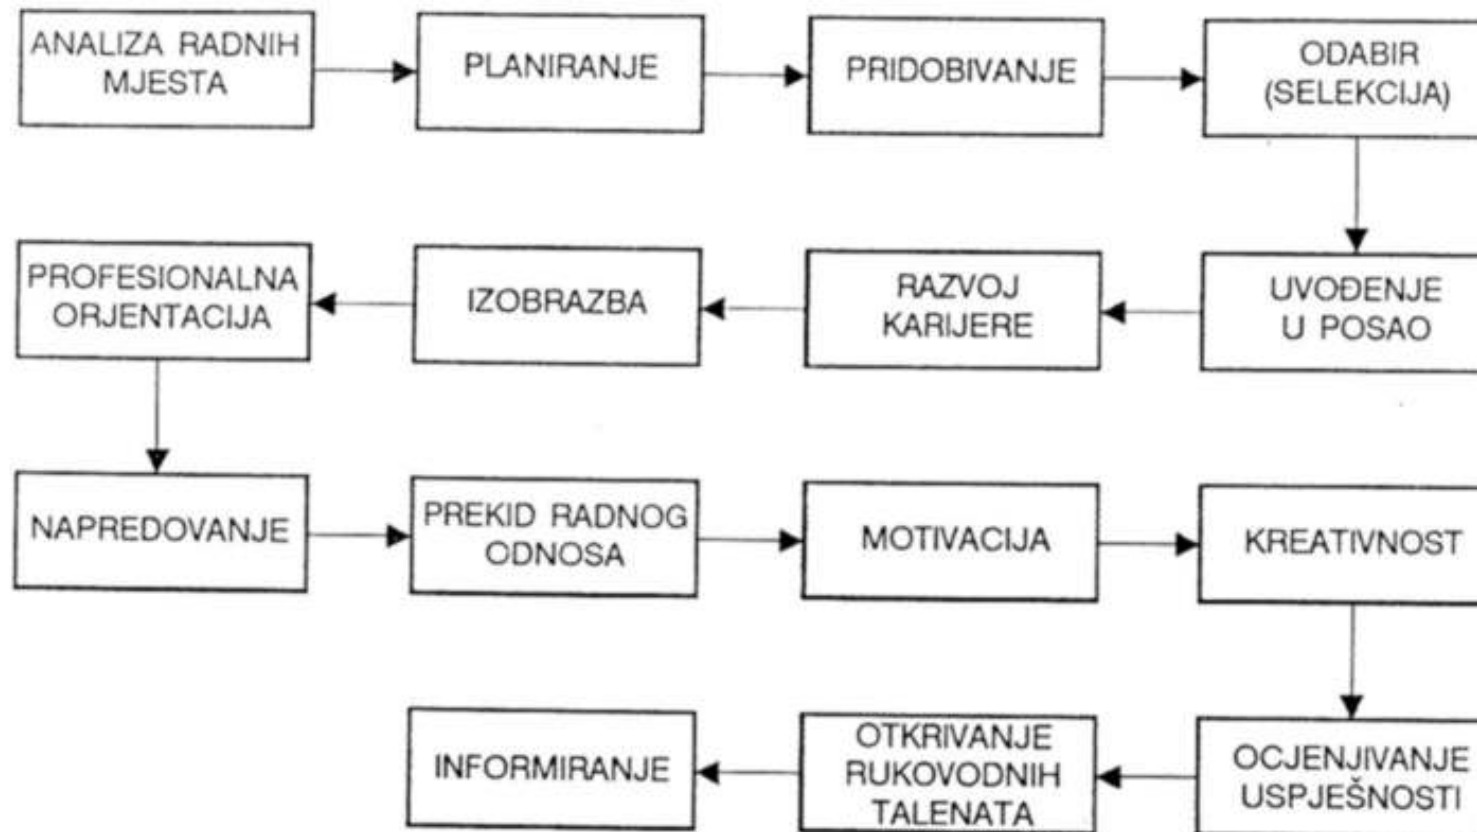 ANALIZA RADNIH
MJESTA
PLANIRANJE
PRIDOBIVANJE
ODABIR
(SELEKCIJA)
PROFESIONALNA
ORJENTACIJA
IZOBRAZBA
RAZVOJ
KARIJERE
UVOĐENJE
U POSAO
NAPREDOVANJE
PREKID RADNOG
ODNOSA
MOTIVACIJA
KREATIVNOST
INFORMIRANJE
OTKRIVANJE
RUKOVODNIH
TALENATA
OCJENJIVANJE
USPJEŠNOSTI